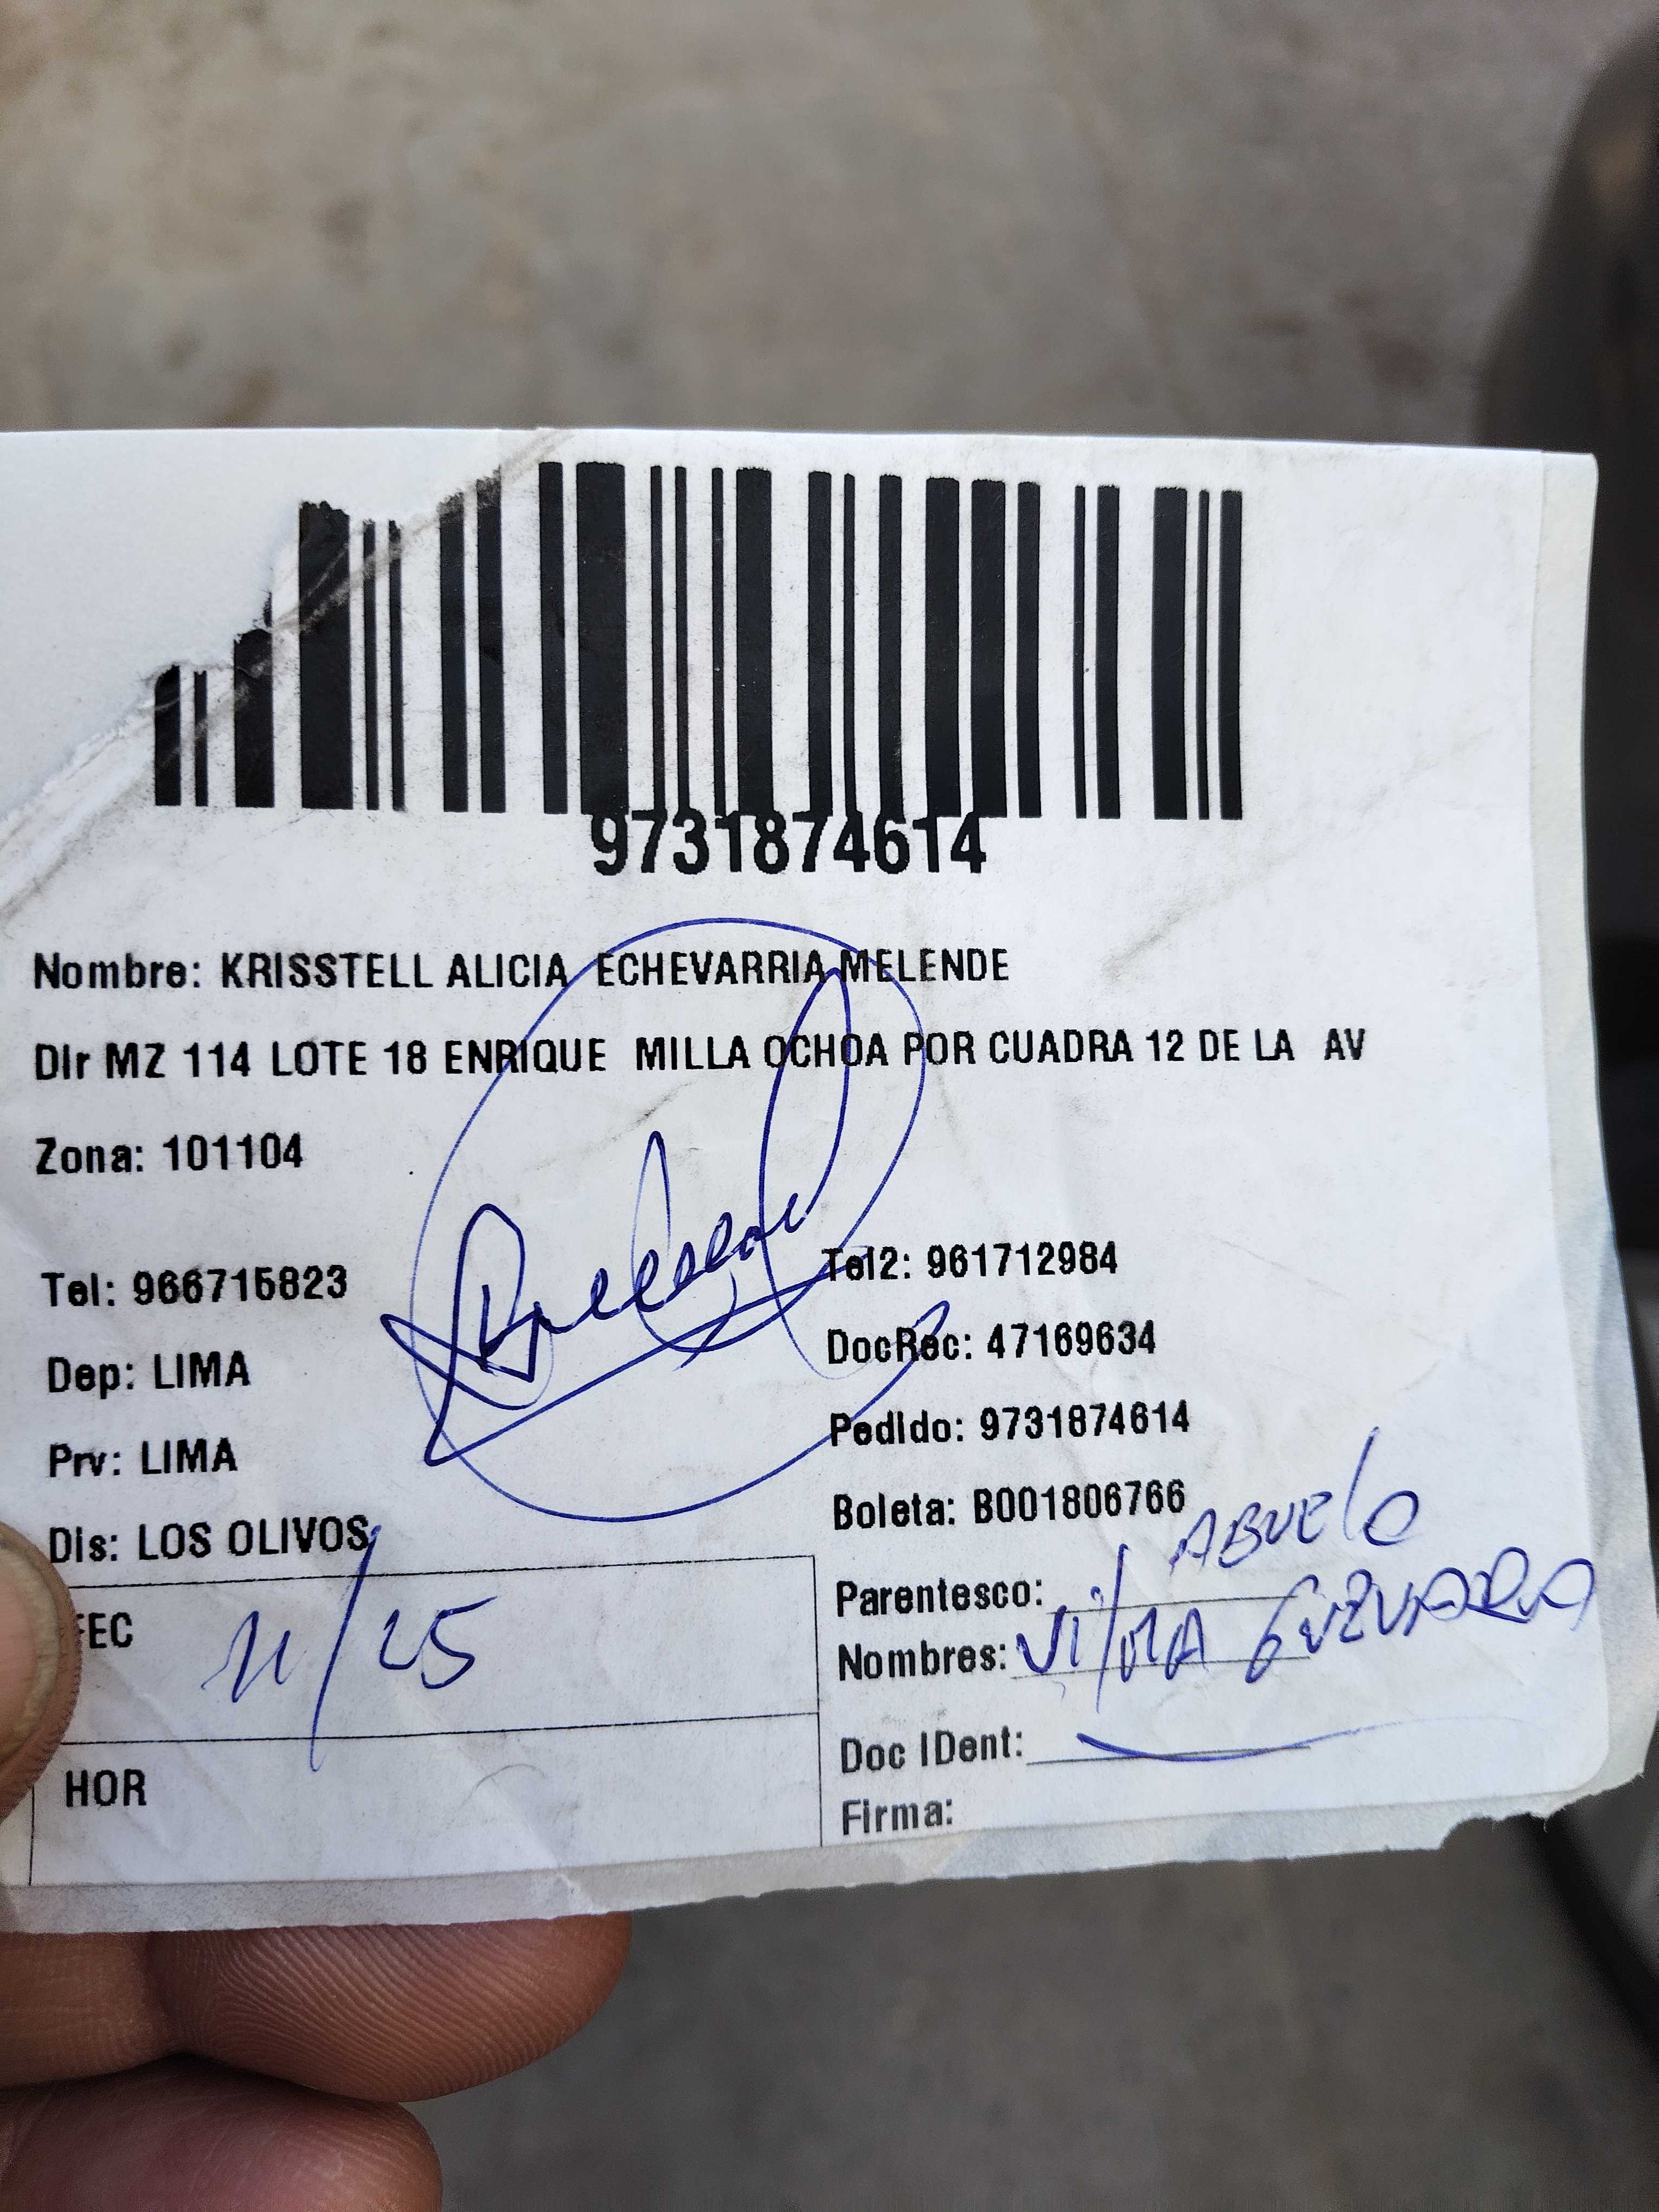 9731874614
Nombre: KRISSTELL ALICIA ECHEVARRIA MELENDE
Dir MZ 114 LOTE 18 ENRIQUE MILLA OCHOA POR CUADRA 12 DE LA AV
Zona: 101104
Tel: 966715823
Tel2: 961712984
Dep: LIMA
DocRec: 47169634
Prv: LIMA
Pedido: 9731874614
Dis: LOS OLIVOS
Boleta: B001806766
FEC 11/25
Parentesco: ABUELO
Nombres: VILMA GUEVARA
HOR
Doc IDent:
Firma: